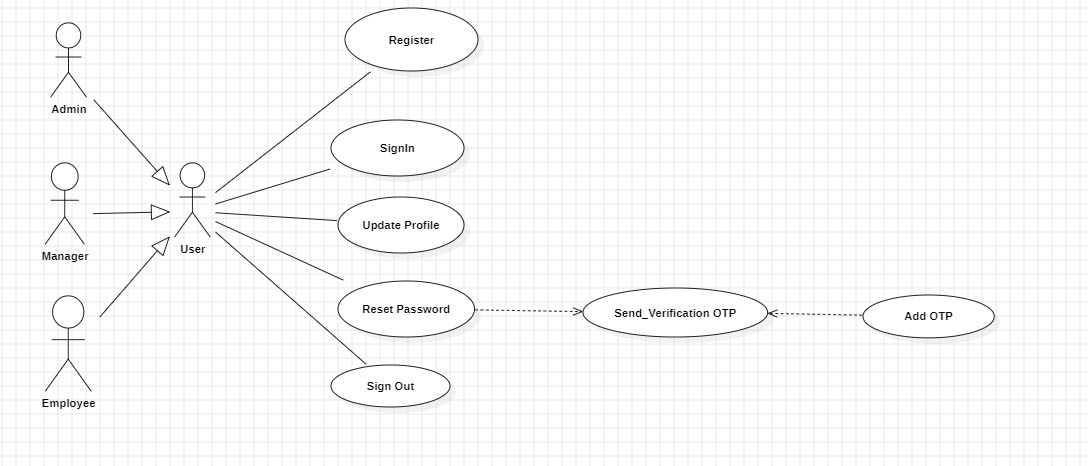 Register
Admin
SignIn
Update Profile
Manager
User
Reset Password
Send_Verification OTP
Add OTP
Sign Out
Employee